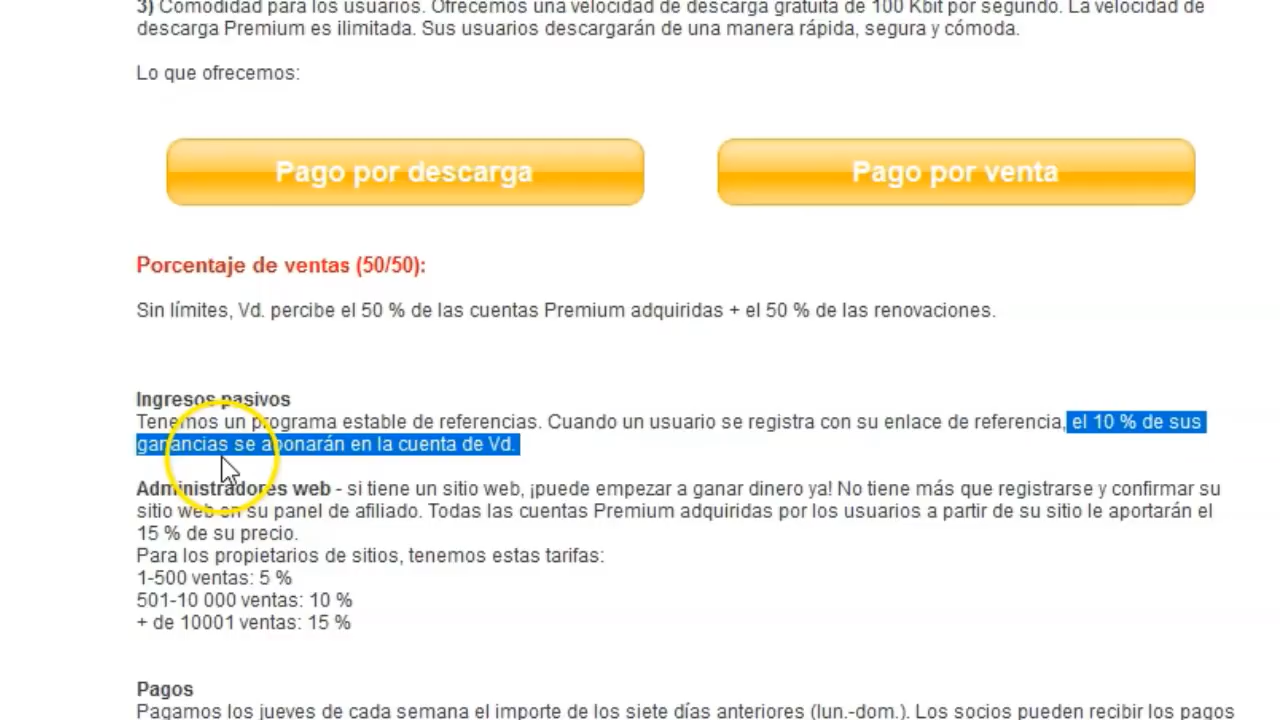 3) Comodidad para los usuarios. Ofrecemos una velocidad de descarga gratuita de 100 Kbit por segundo. La velocidad de
descarga Premium es ilimitada. Sus usuarios descargarán de una manera rápida, segura y cómoda.
Lo que ofrecemos:
Pago por descarga
Pago por venta
Porcentaje de ventas (50/50):
Sin límites, Vd. percibe el 50 % de las cuentas Premium adquiridas + el 50 % de las renovaciones.
Ingresos pasivos
Tenemos un programa estable de referencias. Cuando un usuario se registra con su enlace de referencia, el 10 % de sus
ganancias se abonarán en la cuenta de Vd.
Administradores web - si tiene un sitio web, ¡puede empezar a ganar dinero ya! No tiene más que registrarse y confirmar su
sitio web en su panel de afiliado. Todas las cuentas Premium adquiridas por los usuarios a partir de su sitio le aportarán el
15 % de su precio.
Para los propietarios de sitios, tenemos estas tarifas:
1-500 ventas: 5 %
501-10 000 ventas: 10 %
+ de 10001 ventas: 15 %
Pagos
Pagamos los jueves de cada semana el importe de los siete días anteriores (lun.-dom.). Los socios pueden recibir los pagos